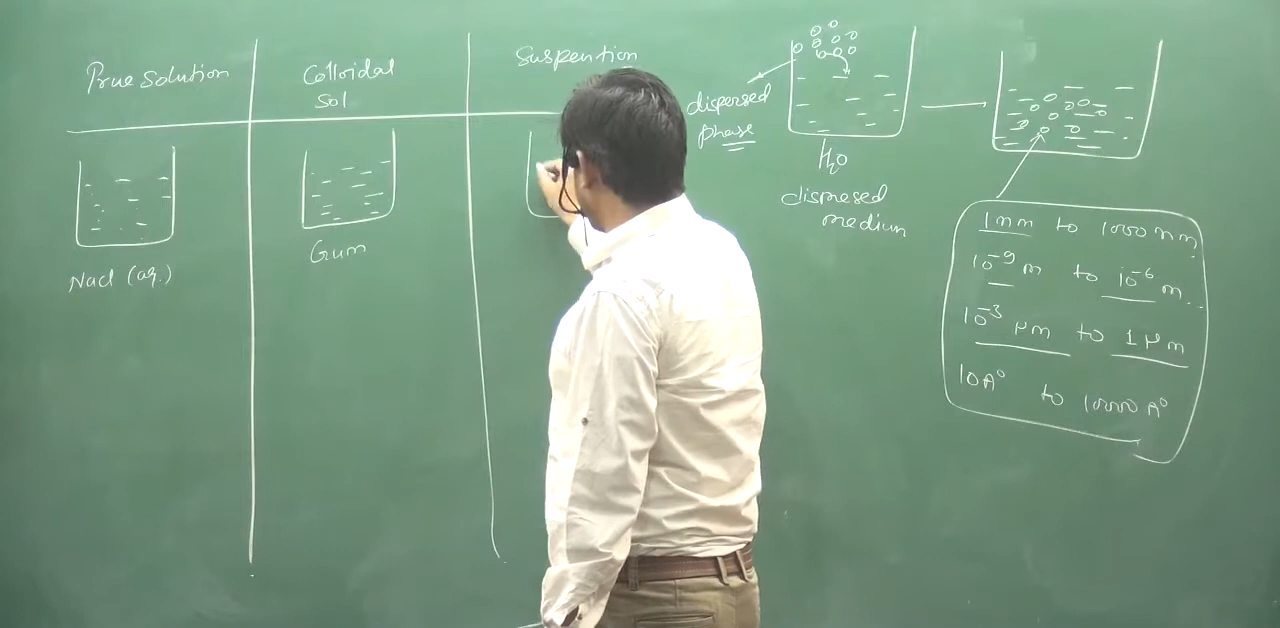 True Solution
Colloidal
Sol
Suspention
Nacl (aq.)
Gum
dispersed
phase
H₂O
dispresed
medium
1nm to 1000 nm
10⁻⁹ m to 10⁻⁶ m
10⁻³ μm to 1 μm
10A° to 10000 A°